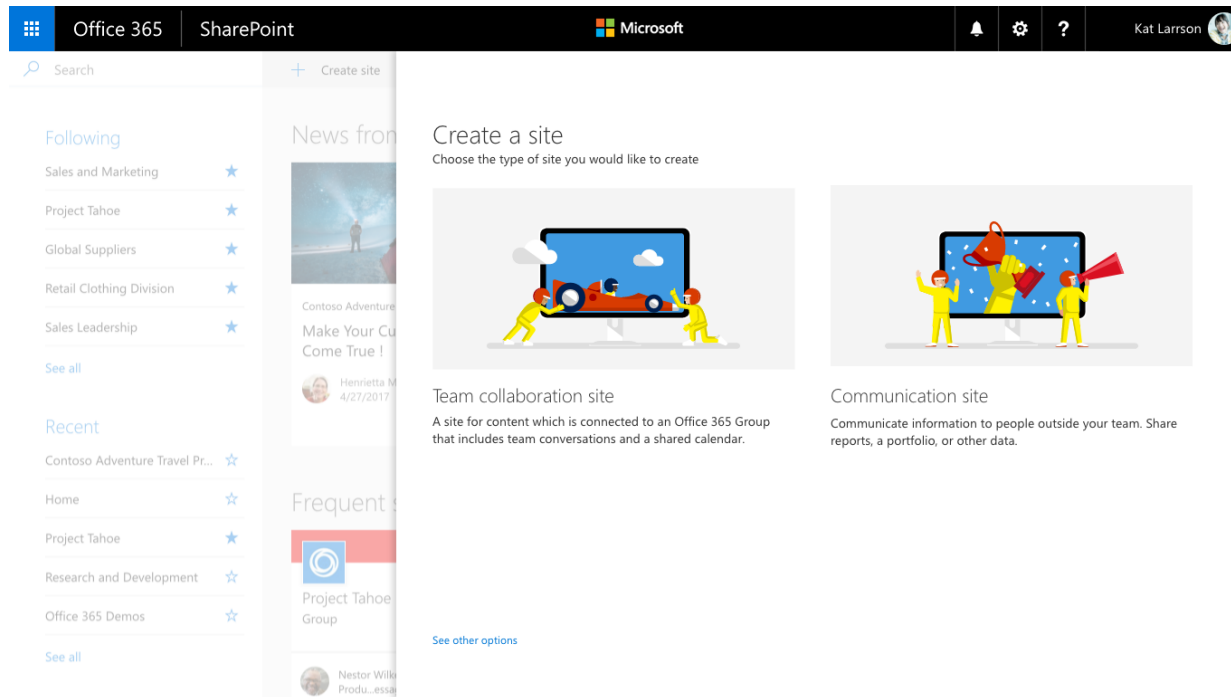 Office 365
SharePoint
Microsoft
?
Kat Larrson
Search
Following
Sales and Marketing
Project Tahoe
Global Suppliers
Retail Clothing Division
Sales Leadership
See all
Recent
Contoso Adventure Travel Pr...
Home
Project Tahoe
Research and Development
Office 365 Demos
See all
+ Create site
News from
Contoso Adventure
Make Your Cu
Come True !
Henrietta M
4/27/2017
Frequent s
Project Tahoe
Group
Nestor Wilk
Produ...essa
Create a site
Choose the type of site you would like to create
Team collaboration site
A site for content which is connected to an Office 365 Group
that includes team conversations and a shared calendar.
Communication site
Communicate information to people outside your team. Share
reports, a portfolio, or other data.
See other options